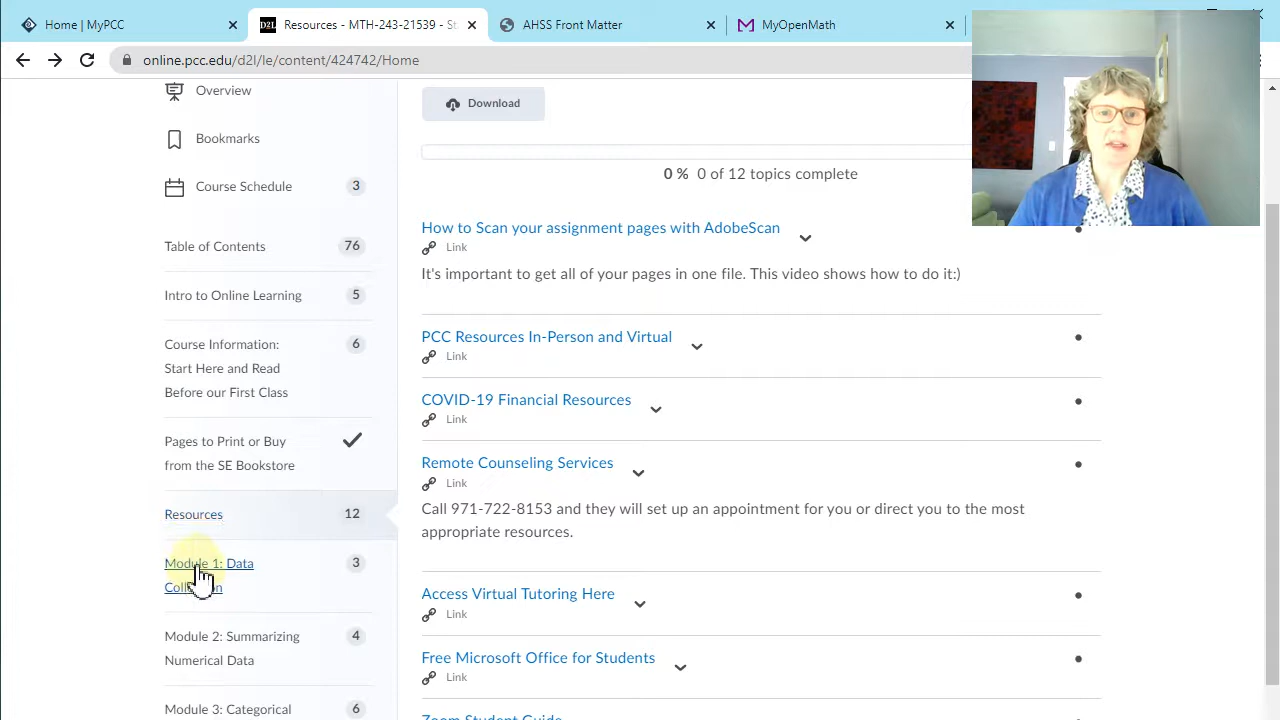 Home | MyPCC
D2L
Resources - MTH-243-21539 - St
AHSS Front Matter
MyOpenMath
online.pcc.edu/d2l/le/content/424742/Home
Overview
Bookmarks
Course Schedule 3
Table of Contents 76
Intro to Online Learning 5
Course Information: 6
Start Here and Read
Before our First Class
Pages to Print or Buy
from the SE Bookstore
Resources 12
Module 1: Data 3
Collection
Module 2: Summarizing 4
Numerical Data
Module 3: Categorical 6
Download
0 % 0 of 12 topics complete
How to Scan your assignment pages with AdobeScan
Link
It's important to get all of your pages in one file. This video shows how to do it:)
PCC Resources In-Person and Virtual
Link
COVID-19 Financial Resources
Link
Remote Counseling Services
Link
Call 971-722-8153 and they will set up an appointment for you or direct you to the most
appropriate resources.
Access Virtual Tutoring Here
Link
Free Microsoft Office for Students
Link
Zoom Student Guide